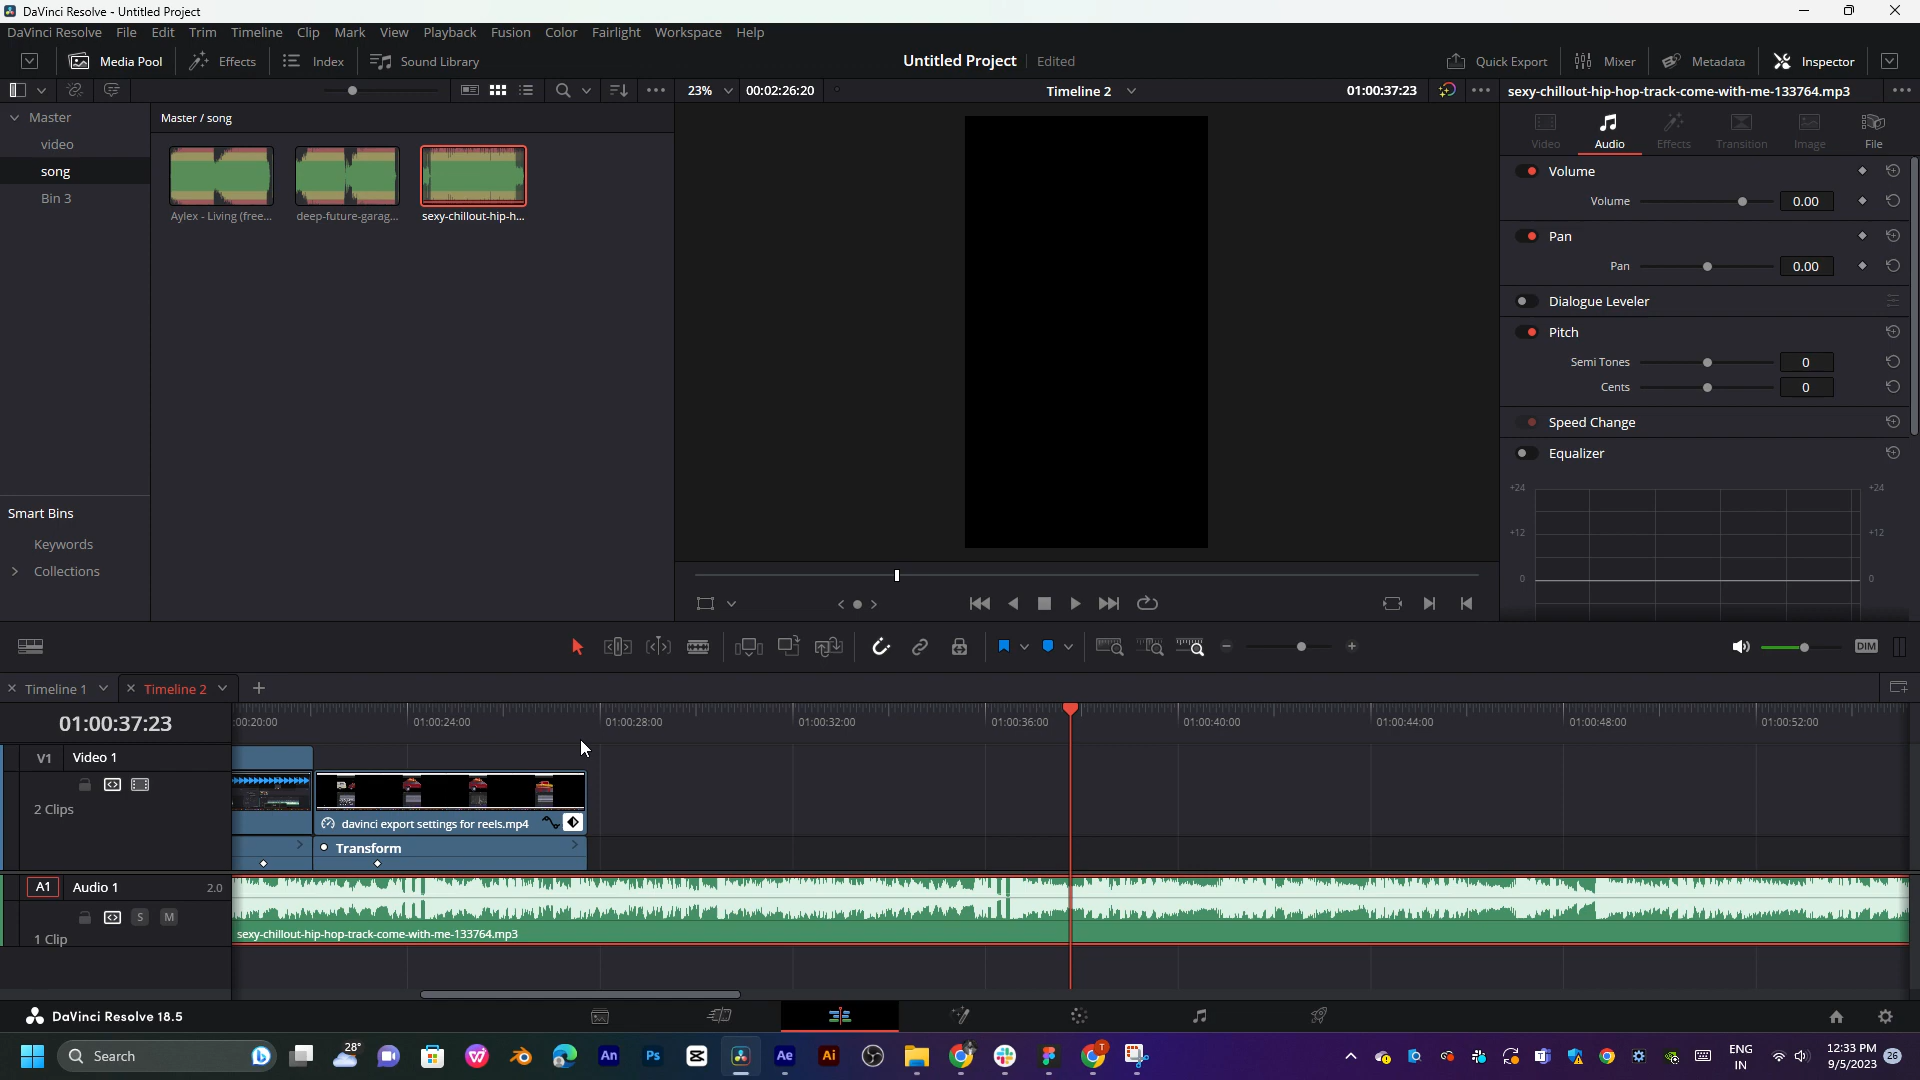 DaVinci Resolve - Untitled Project
DaVinci Resolve File Edit Trim Timeline Clip Mark View Playback Fusion Color Fairlight Workspace Help
Media Pool Effects Index Sound Library Untitled Project Edited Quick Export Mixer Metadata Inspector
23% 00:02:26:20 Timeline 2 01:00:37:23 sexy-chillout-hip-hop-track-come-with-me-133764.mp3
Master Master / song
video
song
Bin 3
Aylex - Living (free... deep-future-garag... sexy-chillout-hip-h...
Video Audio Effects Transition Image File
Volume
Volume 0.00
Pan
Pan 0.00
Dialogue Leveler
Pitch
Semi Tones 0
Cents 0
Speed Change
Equalizer
+24 +24
+12 +12
0 0
Smart Bins
Keywords
Collections
DIM
Timeline 1 Timeline 2
01:00:37:23 :00:20:00 01:00:24:00 01:00:28:00 01:00:32:00 01:00:36:00 01:00:40:00 01:00:44:00 01:00:48:00 01:00:52:00
V1 Video 1
2 Clips
davinci export settings for reels.mp4
Transform
A1 Audio 1 2.0
S M
1 Clip
sexy-chillout-hip-hop-track-come-with-me-133764.mp3
DaVinci Resolve 18.5
Search 28° An Ps Ae Ai ENG IN 12:33 PM 9/5/2023 26